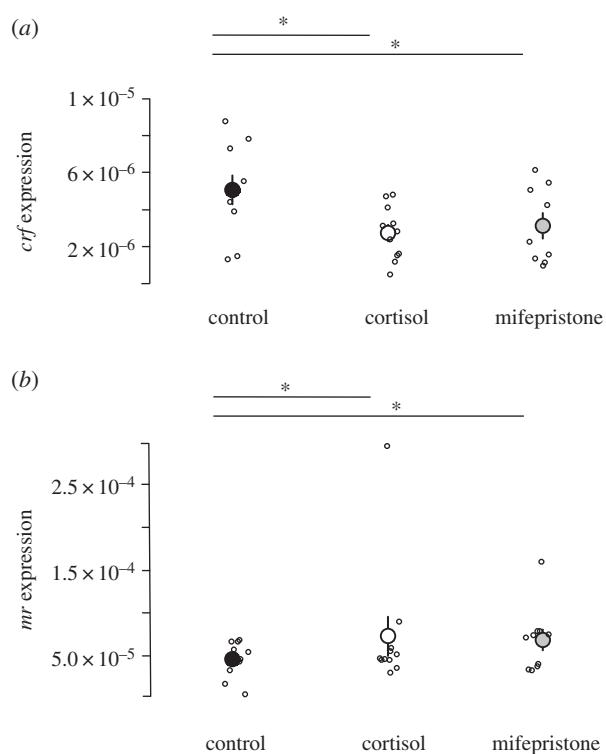 (a)
*
*
1 × 10⁻⁵
6 × 10⁻⁶
2 × 10⁻⁶
crf expression
control cortisol mifepristone
(b)
*
*
2.5 × 10⁻⁴
1.5 × 10⁻⁴
5.0 × 10⁻⁵
mr expression
control cortisol mifepristone